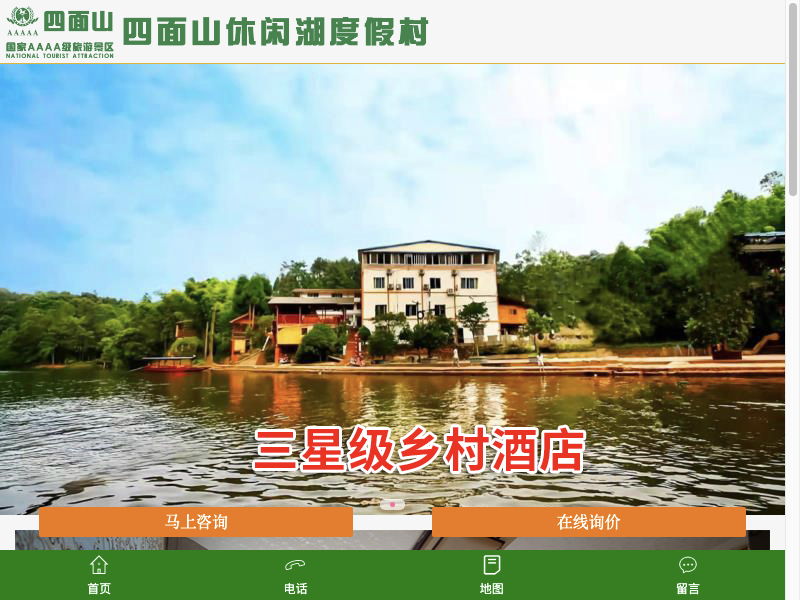 四面山
AAAAA
国家AAAA级旅游景区
NATIONAL TOURIST ATTRACTION
四面山休闲湖度假村
三星级乡村酒店
马上咨询
在线询价
首页
电话
地图
留言